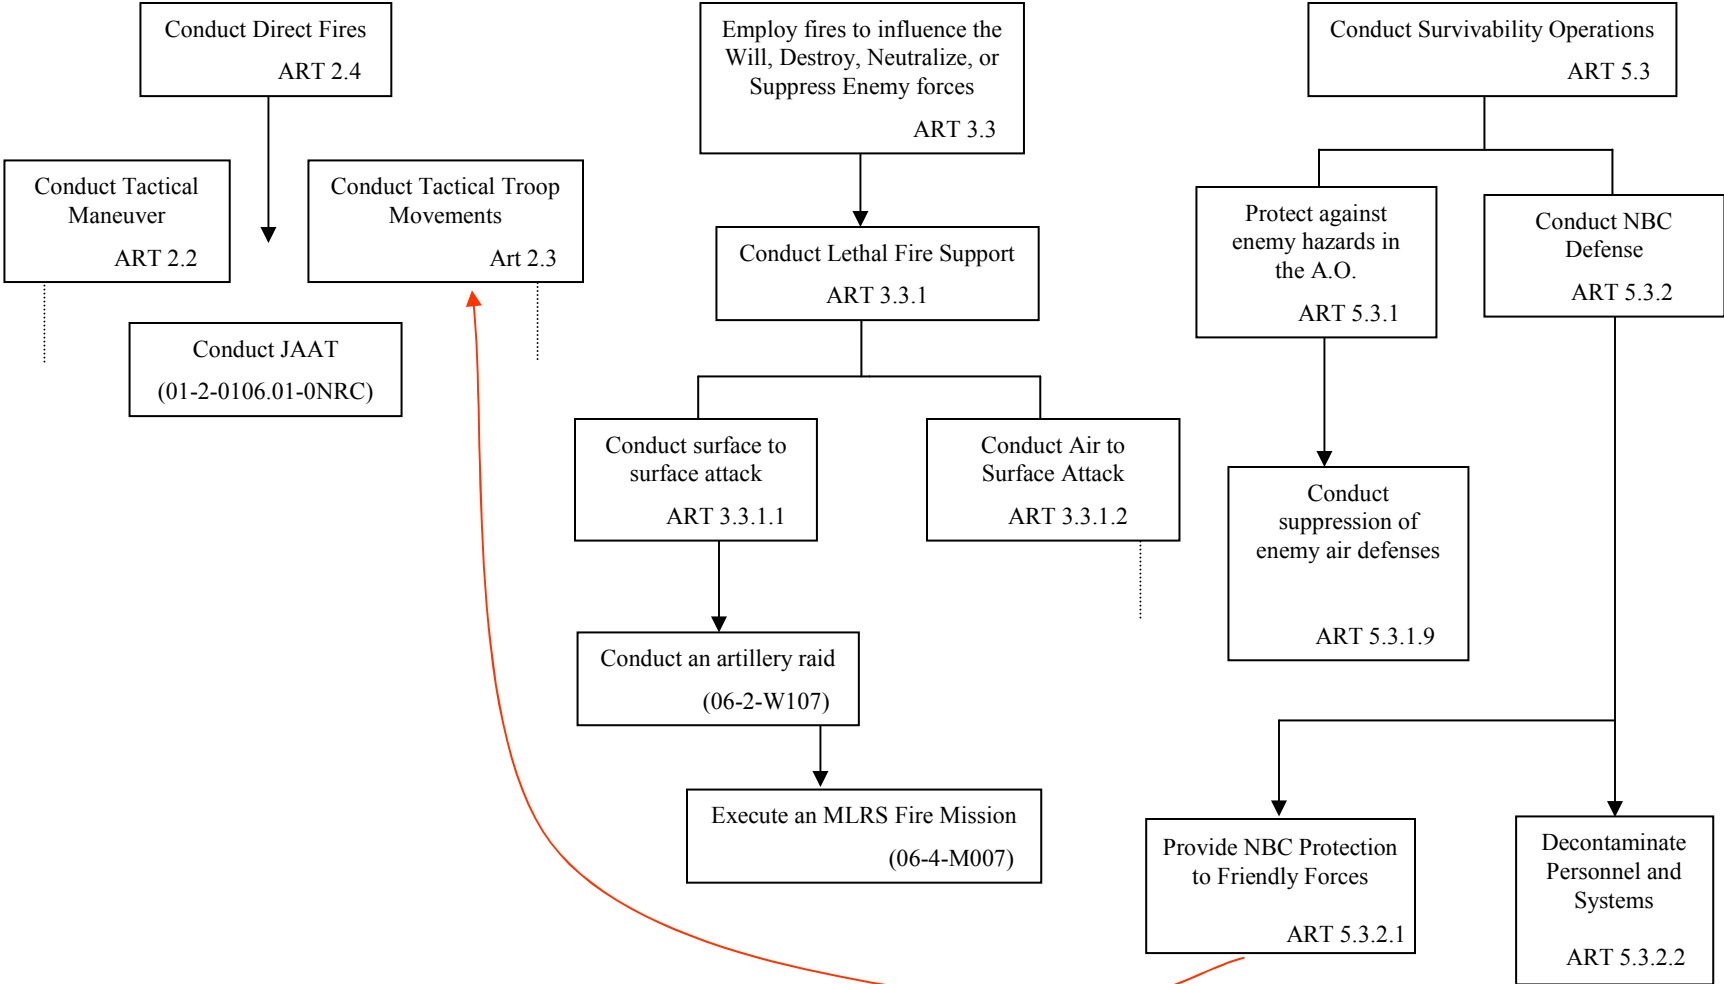 Conduct Direct Fires
ART 2.4
Employ fires to influence the
Will, Destroy, Neutralize, or
Suppress Enemy forces
ART 3.3
Conduct Survivability Operations
ART 5.3
Conduct Tactical
Maneuver
ART 2.2
Conduct Tactical Troop
Movements
Art 2.3
Conduct JAAT
(01-2-0106.01-0NRC)
Conduct Lethal Fire Support
ART 3.3.1
Protect against
enemy hazards in
the A.O.
ART 5.3.1
Conduct NBC
Defense
ART 5.3.2
Conduct surface to
surface attack
ART 3.3.1.1
Conduct Air to
Surface Attack
ART 3.3.1.2
Conduct
suppression of
enemy air defenses
ART 5.3.1.9
Conduct an artillery raid
(06-2-W107)
Execute an MLRS Fire Mission
(06-4-M007)
Provide NBC Protection
to Friendly Forces
ART 5.3.2.1
Decontaminate
Personnel and
Systems
ART 5.3.2.2